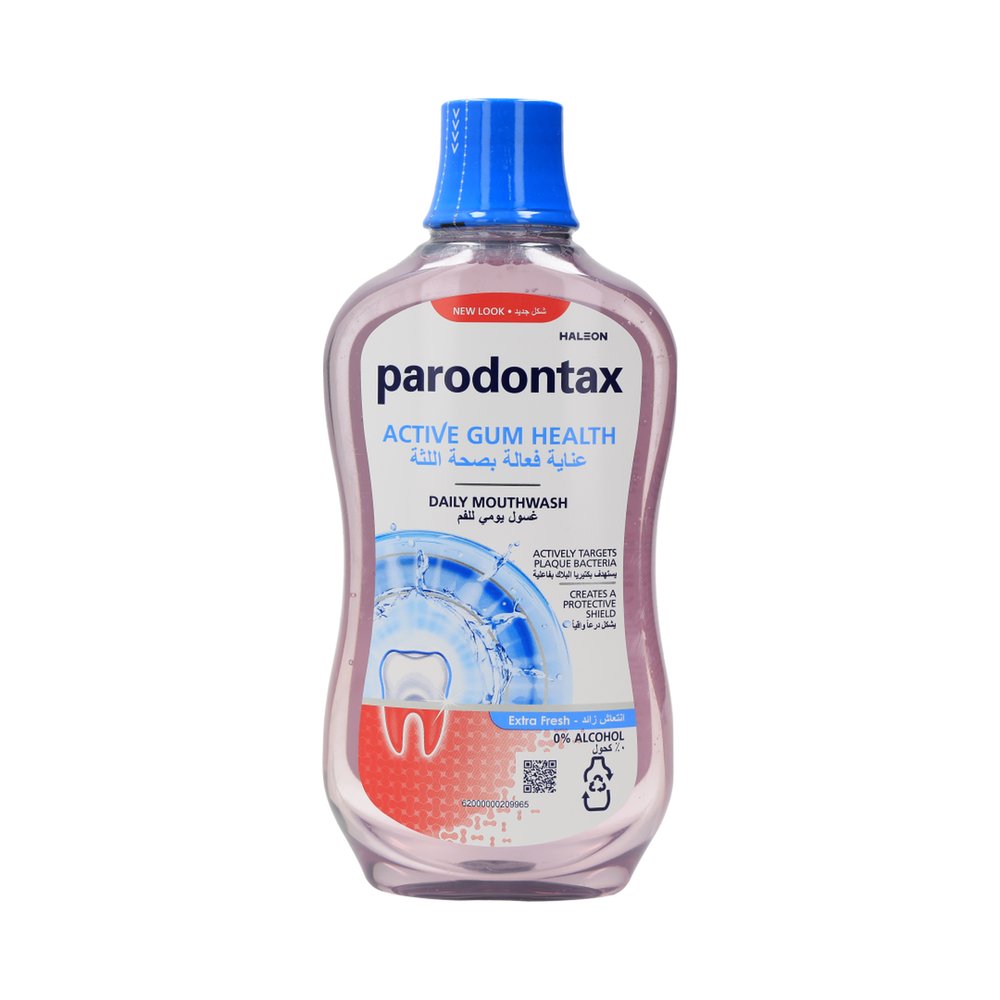 NEW LOOK • شكل جديد
HALEON
parodontax
ACTIVE GUM HEALTH
عناية فعالة بصحة اللثة
DAILY MOUTHWASH
غسول يومي للفم
ACTIVELY TARGETS
PLAQUE BACTERIA
يستهدف بكتيريا البلاك بفاعلية
CREATES A
PROTECTIVE
SHIELD
يشكل درعاً واقياً
Extra Fresh - انتعاش زائد
0% ALCOHOL
٠٪ كحول
62000000209965